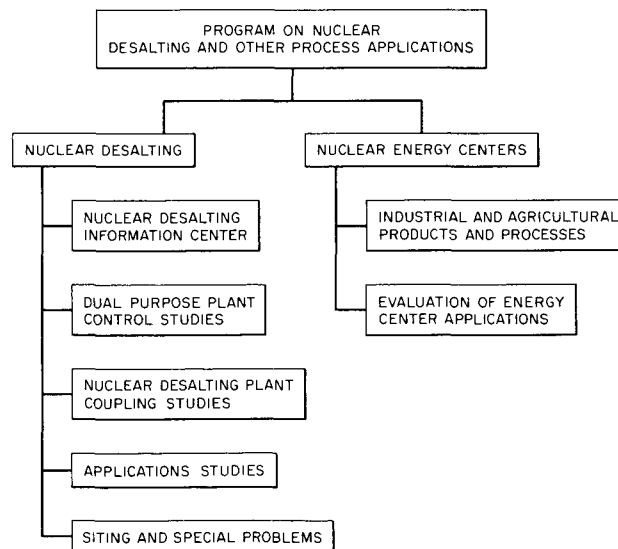 PROGRAM ON NUCLEAR
DESALTING AND OTHER PROCESS APPLICATIONS
NUCLEAR DESALTING
NUCLEAR DESALTING
INFORMATION CENTER
DUAL PURPOSE PLANT
CONTROL STUDIES
NUCLEAR DESALTING PLANT
COUPLING STUDIES
APPLICATIONS STUDIES
SITING AND SPECIAL PROBLEMS
NUCLEAR ENERGY CENTERS
INDUSTRIAL AND AGRICULTURAL
PRODUCTS AND PROCESSES
EVALUATION OF ENERGY
CENTER APPLICATIONS